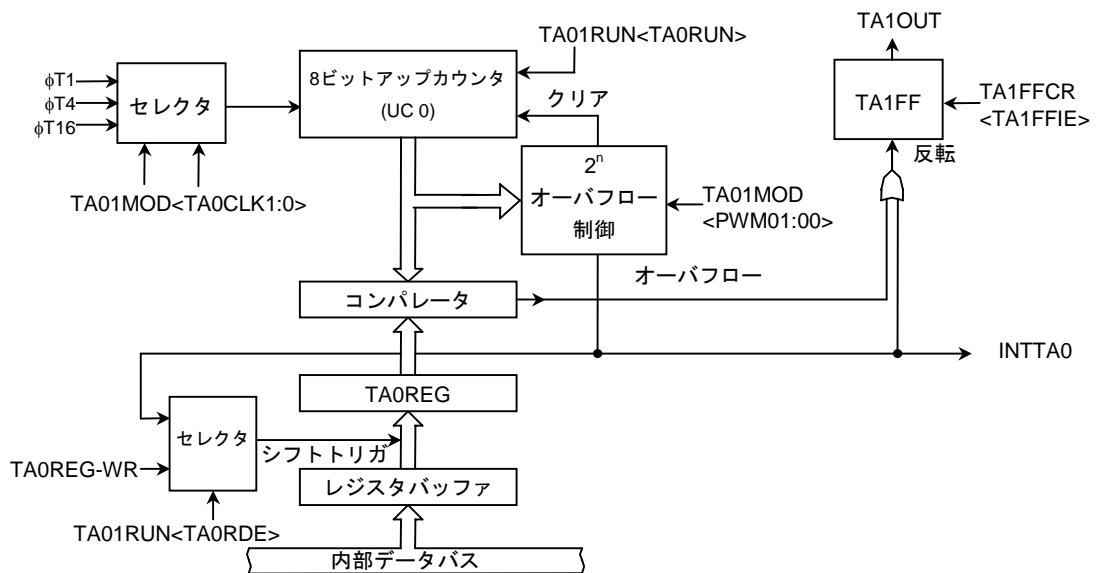 TA01RUN<TA0RUN>
TA1OUT
φT1
φT4
φT16
セレクタ
8ビットアップカウンタ
(UC 0)
クリア
TA1FF
TA1FFCR
<TA1FFIE>
反転
TA01MOD<TA0CLK1:0>
2n
オーバフロー
制御
TA01MOD
<PWM01:00>
オーバフロー
コンパレータ
INTTA0
TA0REG
セレクタ
シフトトリガ
TA0REG-WR
レジスタバッファ
TA01RUN<TA0RDE>
内部データバス